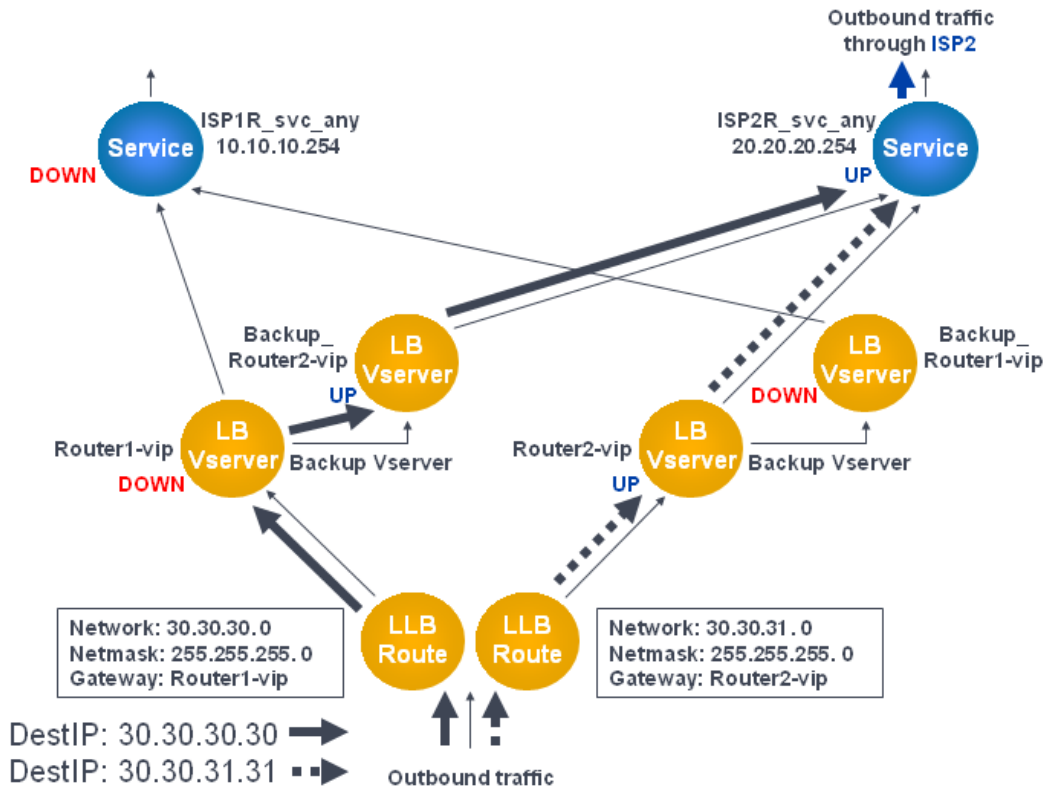 Outbound traffic
through ISP2
Service
ISP1R_svc_any
10.10.10.254
DOWN
ISP2R_svc_any
20.20.20.254
UP
Service
Backup_
Router2-vip
LB
Vserver
UP
LB
Vserver
DOWN
Backup_
Router1-vip
Router1-vip
LB
Vserver
DOWN
Backup Vserver
Router2-vip
LB
Vserver
UP
Backup Vserver
Network: 30.30.30.0
Netmask: 255.255.255. 0
Gateway: Router1-vip
LLB
Route
LLB
Route
Network: 30.30.31. 0
Netmask: 255.255.255. 0
Gateway: Router2-vip
DestIP: 30.30.30.30
DestIP: 30.30.31.31
Outbound traffic